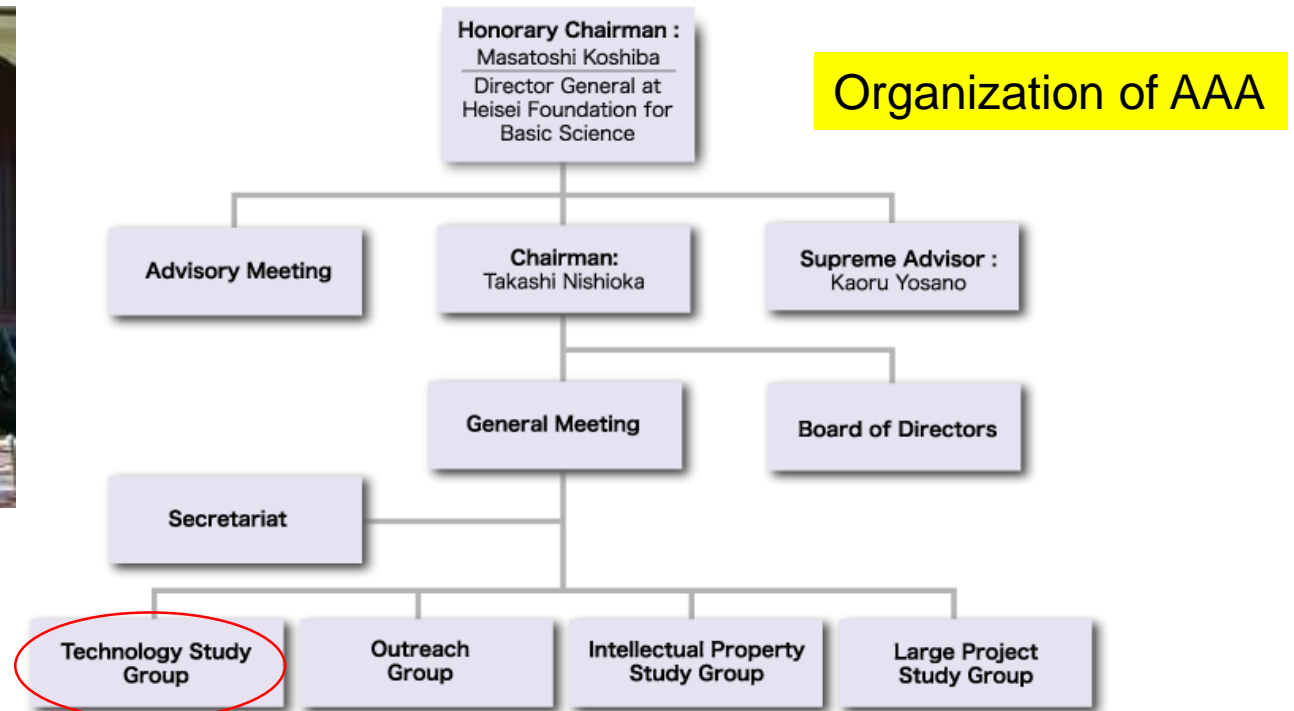 Honorary Chairman :
Masatoshi Koshiba
Director General at
Heisei Foundation for
Basic Science
Organization of AAA
Advisory Meeting
Chairman:
Takashi Nishioka
Supreme Advisor :
Kaoru Yosano
General Meeting
Board of Directors
Secretariat
Technology Study
Group
Outreach
Group
Intellectual Property
Study Group
Large Project
Study Group